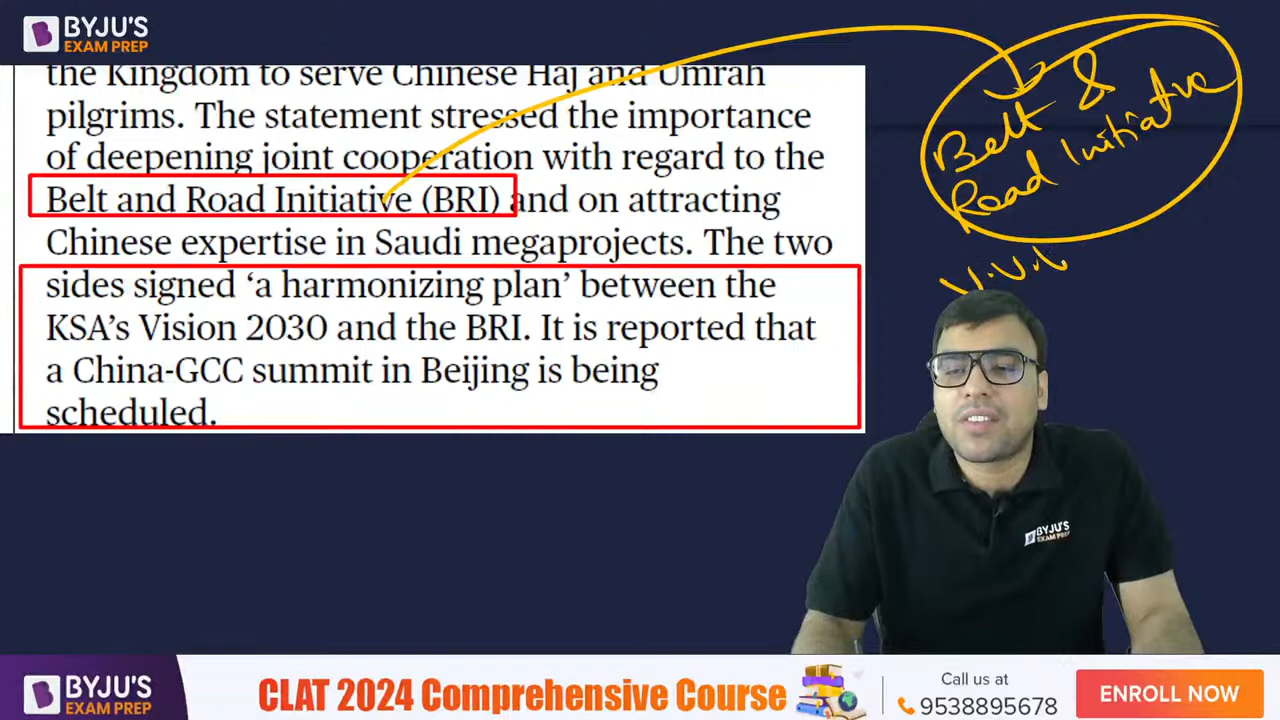 BYJU'S
EXAM PREP
the Kingdom to serve Chinese Haj and Umrah
pilgrims. The statement stressed the importance
of deepening joint cooperation with regard to the
Belt and Road Initiative (BRI) and on attracting
Chinese expertise in Saudi megaprojects. The two
sides signed ‘a harmonizing plan’ between the
KSA’s Vision 2030 and the BRI. It is reported that
a China-GCC summit in Beijing is being
scheduled.
Belt &
Road Initiative
BYJU'S
EXAM PREP
BYJU'S
EXAM PREP
CLAT 2024 Comprehensive Course
Call us at
9538895678
ENROLL NOW